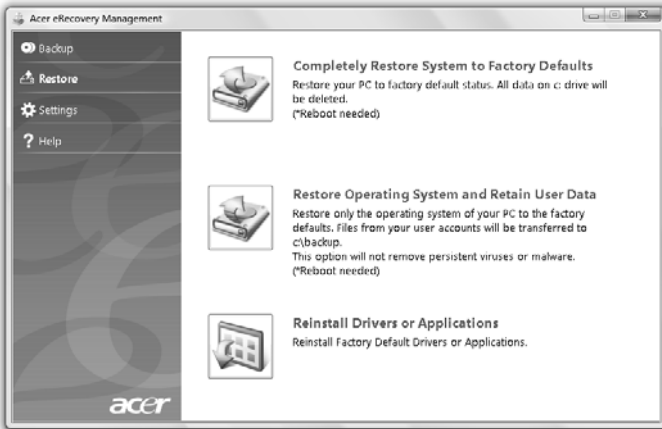 Acer eRecovery Management
Backup
Restore
Settings
Help
Completely Restore System to Factory Defaults
Restore your PC to factory default status. All data on c: drive will
be deleted.
(*Reboot needed)
Restore Operating System and Retain User Data
Restore only the operating system of your PC to the factory
defaults. Files from your user accounts will be transferred to
c:\backup.
This option will not remove persistent viruses or malware.
(*Reboot needed)
Reinstall Drivers or Applications
Reinstall Factory Default Drivers or Applications.
acer